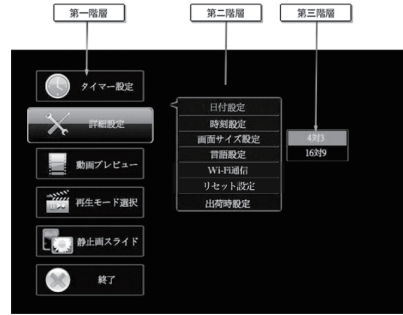 第一階層
第二階層
第三階層
タイマー設定
詳細設定
動画プレビュー
再生モード選択
静止画スライド
終了
日付設定
時刻設定
画面サイズ設定
言語設定
Wi-Fi通信
リセット設定
出荷時設定
4対3
16対9